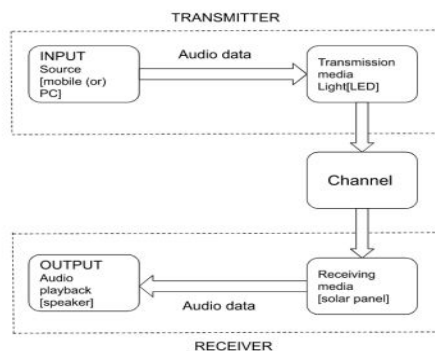 TRANSMITTER
INPUT
Source
[mobile (or)
PC]
Audio data
Transmission
media
Light[LED]
Channel
OUTPUT
Audio
playback
[speaker]
Audio data
Receiving
media
[solar panel]
RECEIVER